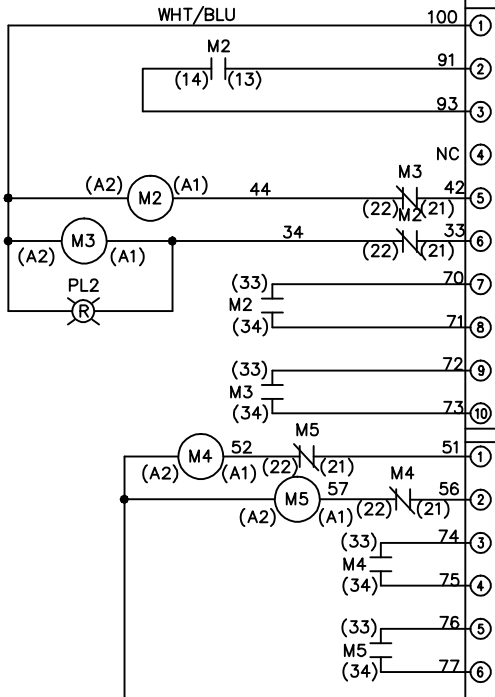 WHT/BLU 100 1
M2 91 2
(14) (13)
93 3
NC 4
(A2) M2 (A1) 44 M3 42 5
(22) (21)
M3 34 M2 33 6
(A2) (A1) (22) (21)
PL2
R
(33) 70 7
M2
(34) 71 8
(33) 72 9
M3
(34) 73 10
M4 52 M5 51 1
(A2) (A1) (22) (21)
M5 57 M4 56 2
(A2) (A1) (22) (21)
(33) 74 3
M4
(34) 75 4
(33) 76 5
M5
(34) 77 6